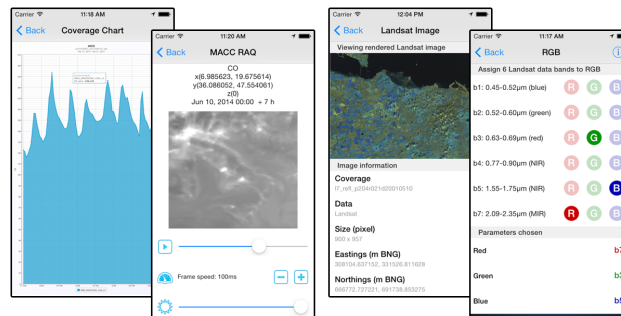 Carrier
11:18 AM
Back
Coverage Chart
Carrier
11:20 AM
Back
MACC RAQ
CO
x(6.985623, 19.675614)
y(36.086052, 47.554061)
z(0)
Jun 10, 2014 00:00 + 7 h
Frame speed: 100ms
Carrier
12:04 PM
Back
Landsat Image
Viewing rendered Landsat image
Image information
Coverage
l7_refl_p204r021d20010510
Data
Landsat
Size (pixel)
900 x 857
Eastings (m BNG)
308104.637152, 331526.811628
Northings (m BNG)
666772.727221, 691738.853275
Carrier
11:17 AM
Back
RGB
Assign 6 Landsat data bands to RGB
b1: 0.45-0.52μm (blue)
R G B
b2: 0.52-0.60μm (green)
R G B
b3: 0.63-0.69μm (red)
R G B
b4: 0.77-0.90μm (NIR)
R G B
b5: 1.55-1.75μm (NIR)
R G B
b7: 2.09-2.35μm (MIR)
R G B
Parameters chosen
Red
b7
Green
b3
Blue
b5